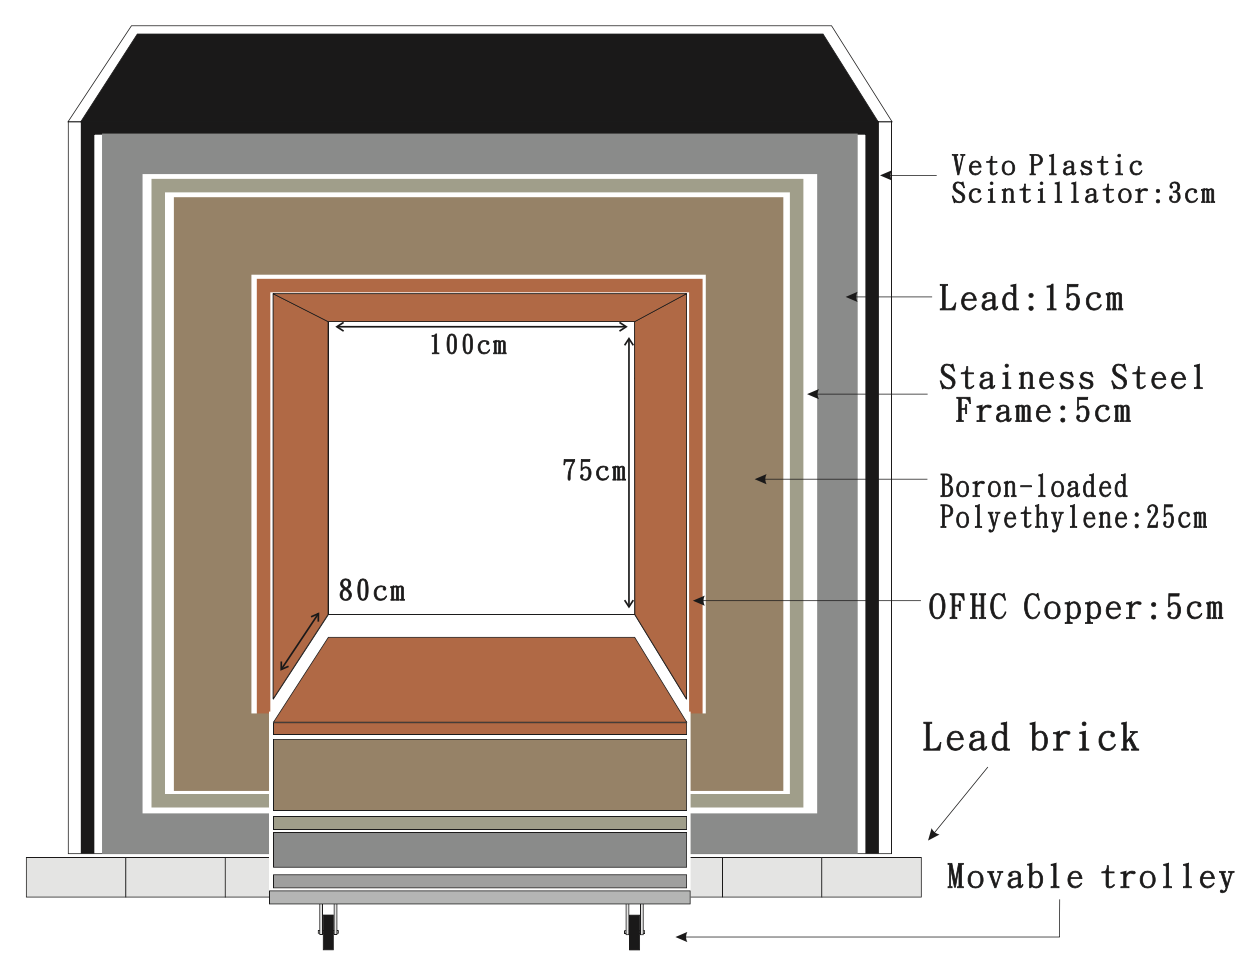 Veto Plastic
Scintillator:3cm
Lead:15cm
100cm
Stainess Steel
Frame:5cm
75cm
Boron-loaded
Polyethylene:25cm
80cm
OFHC Copper:5cm
Lead brick
Movable trolley